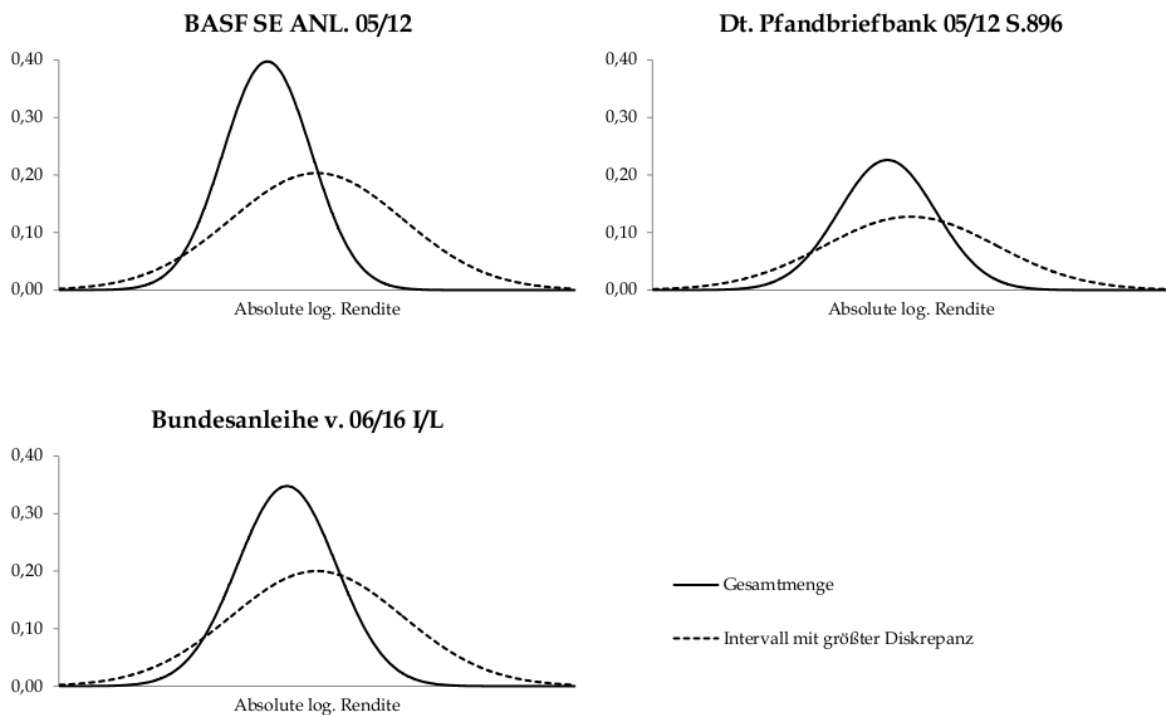 BASF SE ANL. 05/12
0,40
0,30
0,20
0,10
0,00
Absolute log. Rendite
Dt. Pfandbriefbank 05/12 S.896
0,40
0,30
0,20
0,10
0,00
Absolute log. Rendite
Bundesanleihe v. 06/16 I/L
0,40
0,30
0,20
0,10
0,00
Absolute log. Rendite
Gesamtmenge
Intervall mit größter Diskrepanz